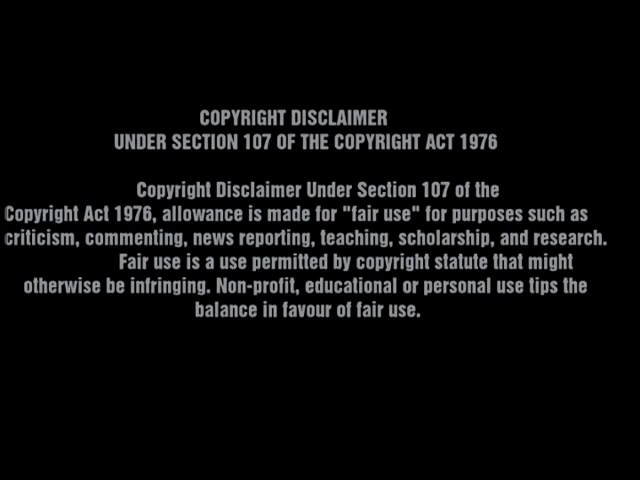 COPYRIGHT DISCLAIMER
UNDER SECTION 107 OF THE COPYRIGHT ACT 1976
Copyright Disclaimer Under Section 107 of the
Copyright Act 1976, allowance is made for "fair use" for purposes such as
criticism, commenting, news reporting, teaching, scholarship, and research.
Fair use is a use permitted by copyright statute that might
otherwise be infringing. Non-profit, educational or personal use tips the
balance in favour of fair use.